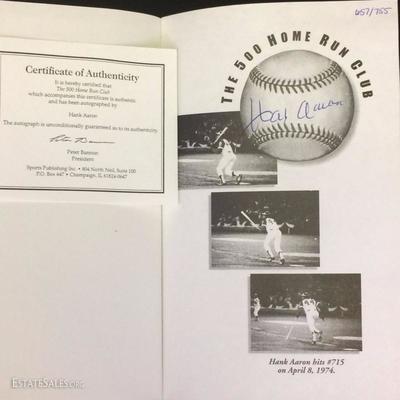 657/755
THE 500 HOME RUN CLUB
Hank Aaron
Certificate of Authenticity
It is hereby certified that
The 500 Home Run Club
which accompanies this certificate is authentic
and has been autographed by
Hank Aaron
The autograph is unconditionally guaranteed as to its authenticity.
Peter Bannon
President
Sports Publishing Inc. • 804 North Neil, Suite 100
P.O. Box 647 • Champaign, IL 61824-0647
Hank Aaron hits #715
on April 8, 1974.
ESTATESALES.ORG